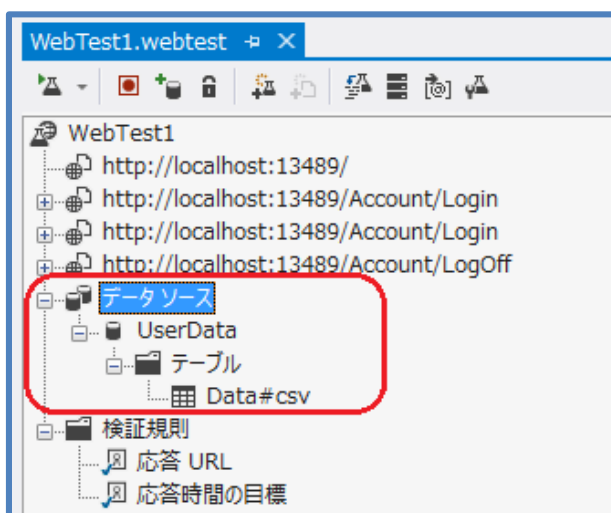 WebTest1.webtest
WebTest1
http://localhost:13489/
http://localhost:13489/Account/Login
http://localhost:13489/Account/Login
http://localhost:13489/Account/LogOff
データ ソース
UserData
テーブル
Data#csv
検証規則
応答 URL
応答時間の目標